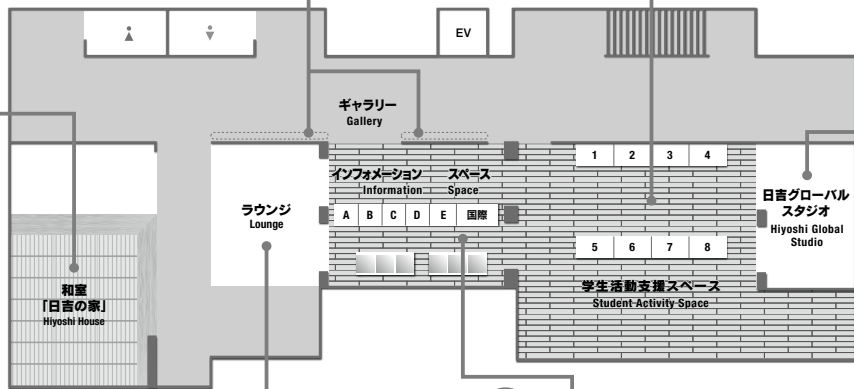 EV
ギャラリー
Gallery
1 2 3 4
インフォメーション スペース
Information Space
ラウンジ
Lounge
A B C D E 国際
日吉グローバル
スタジオ
Hiyoshi Global
Studio
5 6 7 8
和室
「日吉の家」
Hiyoshi House
学生活動支援スペース
Student Activity Space